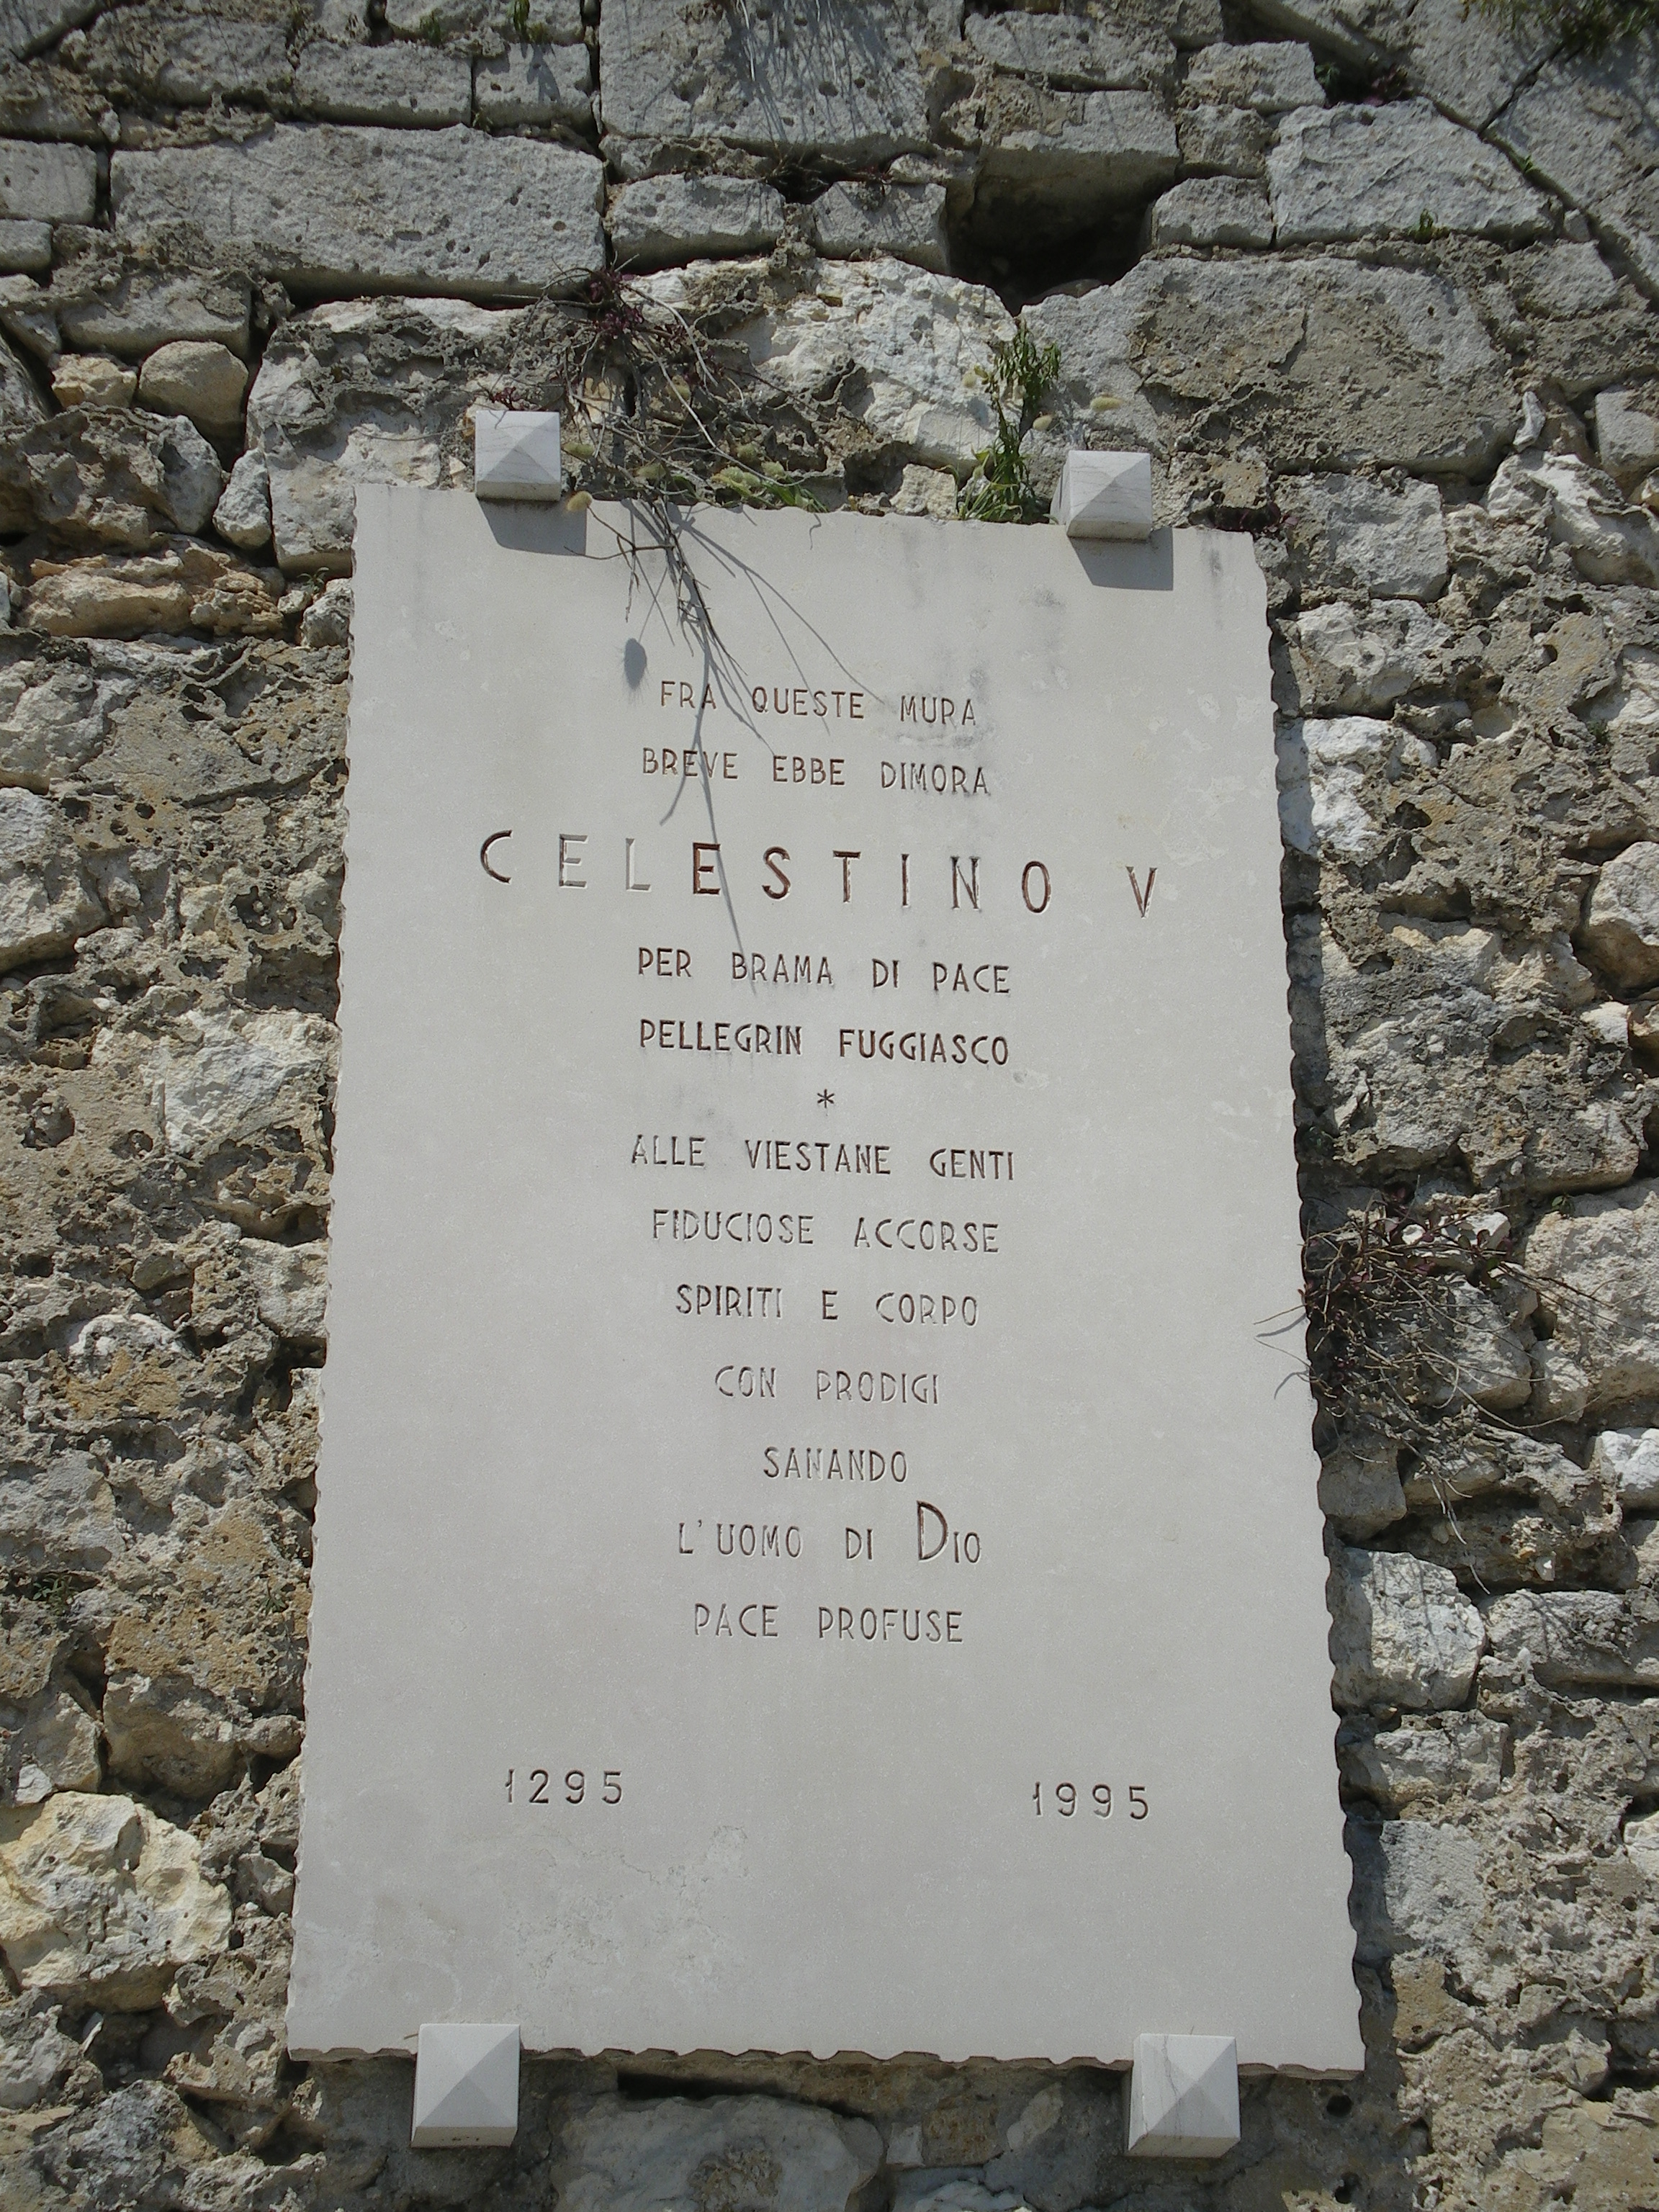 FRA QUESTE MURA
BREVE EBBE DIMORA
CELESTINO V
PER BRAMA DI PACE
PELLEGRIN FUGGIASCO
*
ALLE VIESTANE GENTI
FIDUCIOSE ACCORSE
SPIRITI E CORPO
CON PRODIGI
SANANDO
L'UOMO DI DIO
PACE PROFUSE
1295 1995